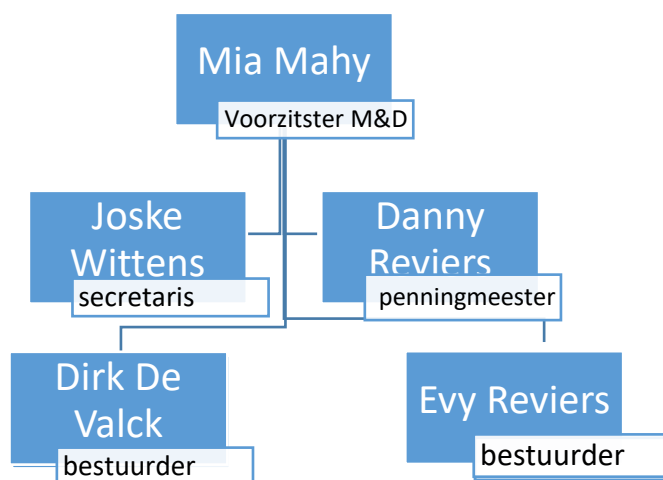 Mia Mahy
Voorzitster M&D
Joske
Wittens
secretaris
Danny
Reviers
penningmeester
Dirk De
Valck
bestuurder
Evy Reviers
bestuurder